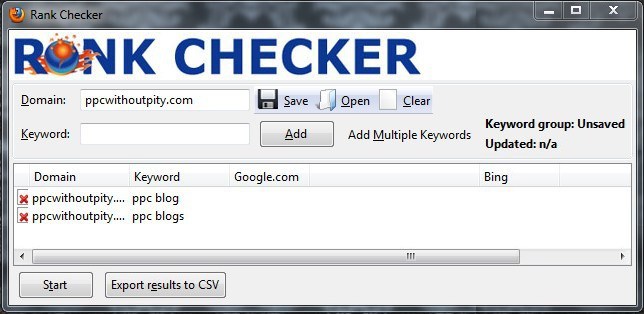 Rank Checker
RANK CHECKER
Domain: ppcwithoutpity.com Save Open Clear
Keyword: Add Add Multiple Keywords
Keyword group: Unsaved
Updated: n/a
Domain Keyword Google.com Bing
ppcwithoutpity.... ppc blog
ppcwithoutpity.... ppc blogs
Start Export results to CSV